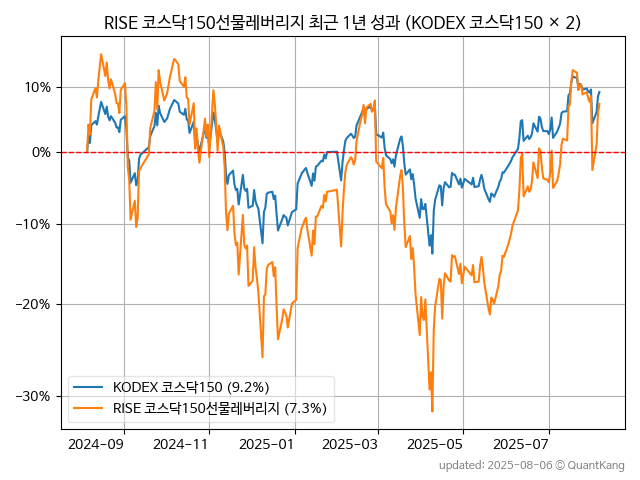 RISE 코스닥150선물레버리지 최근 1년 성과 (KODEX 코스닥150 × 2)
10%
0%
−10%
−20%
−30%
KODEX 코스닥150 (9.2%)
RISE 코스닥150선물레버리지 (7.3%)
2024-09 2024-11 2025-01 2025-03 2025-05 2025-07
updated: 2025-08-06 ⓒ QuantKang